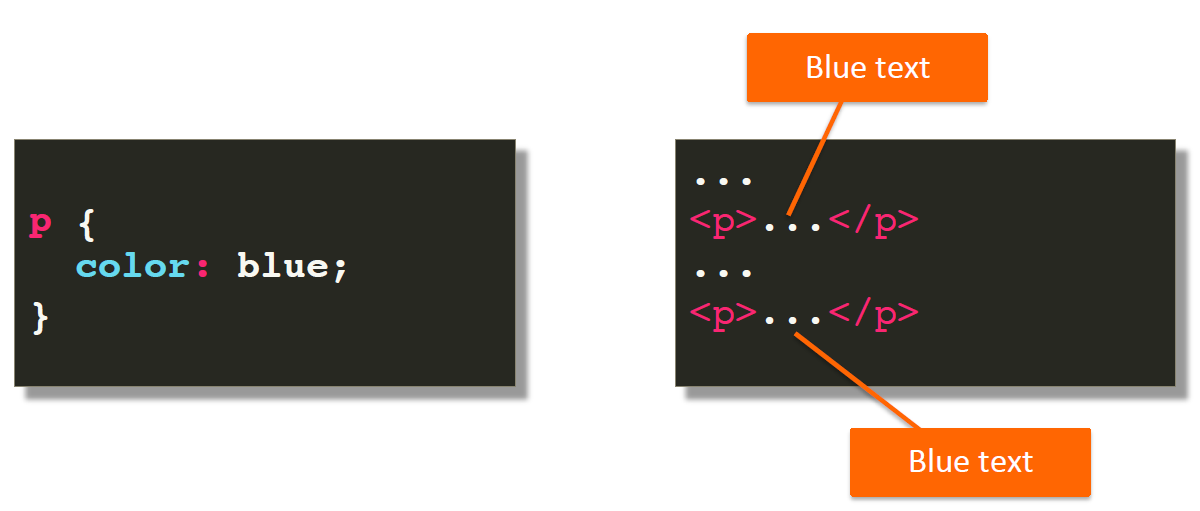 p {
  color: blue;
}
Blue text
...
<p>...</p>
...
<p>...</p>
Blue text